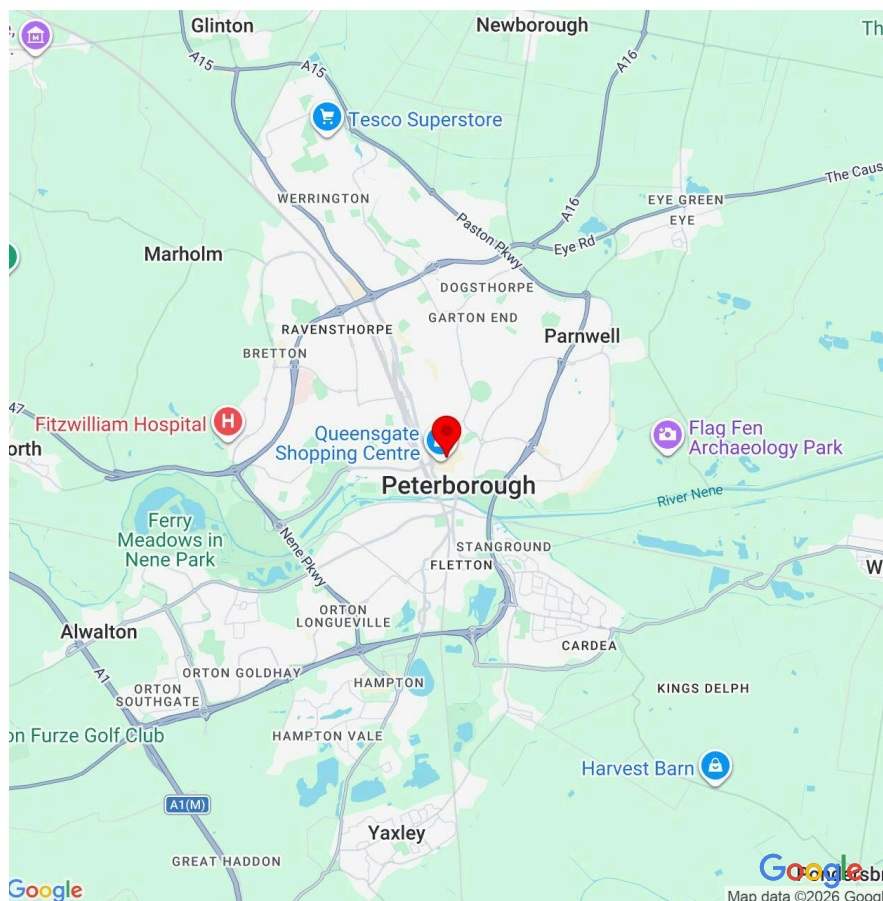 Glinton
Newborough
A15
A15
A16
Th
Tesco Superstore
The Caus
WERRINGTON
EYE GREEN
EYE
A16
Paston Pkwy
Eye Rd
Marholm
DOGSTHORPE
GARTON END
RAVENSTHORPE
Parnwell
BRETTON
47
Fitzwilliam Hospital
H
Queensgate
Shopping Centre
Flag Fen
Archaeology Park
orth
Peterborough
River Nene
Ferry
Meadows in
Nene Park
Nene Pkwy
STANGROUND
FLETTON
W
ORTON
LONGUEVILLE
Alwalton
CARDEA
A1
ORTON GOLDHAY
HAMPTON
ORTON
SOUTHGATE
KINGS DELPH
on Furze Golf Club
HAMPTON VALE
Harvest Barn
A1(M)
Yaxley
GREAT HADDON
Google
Pondersbr
Google
Map data ©2026 Google